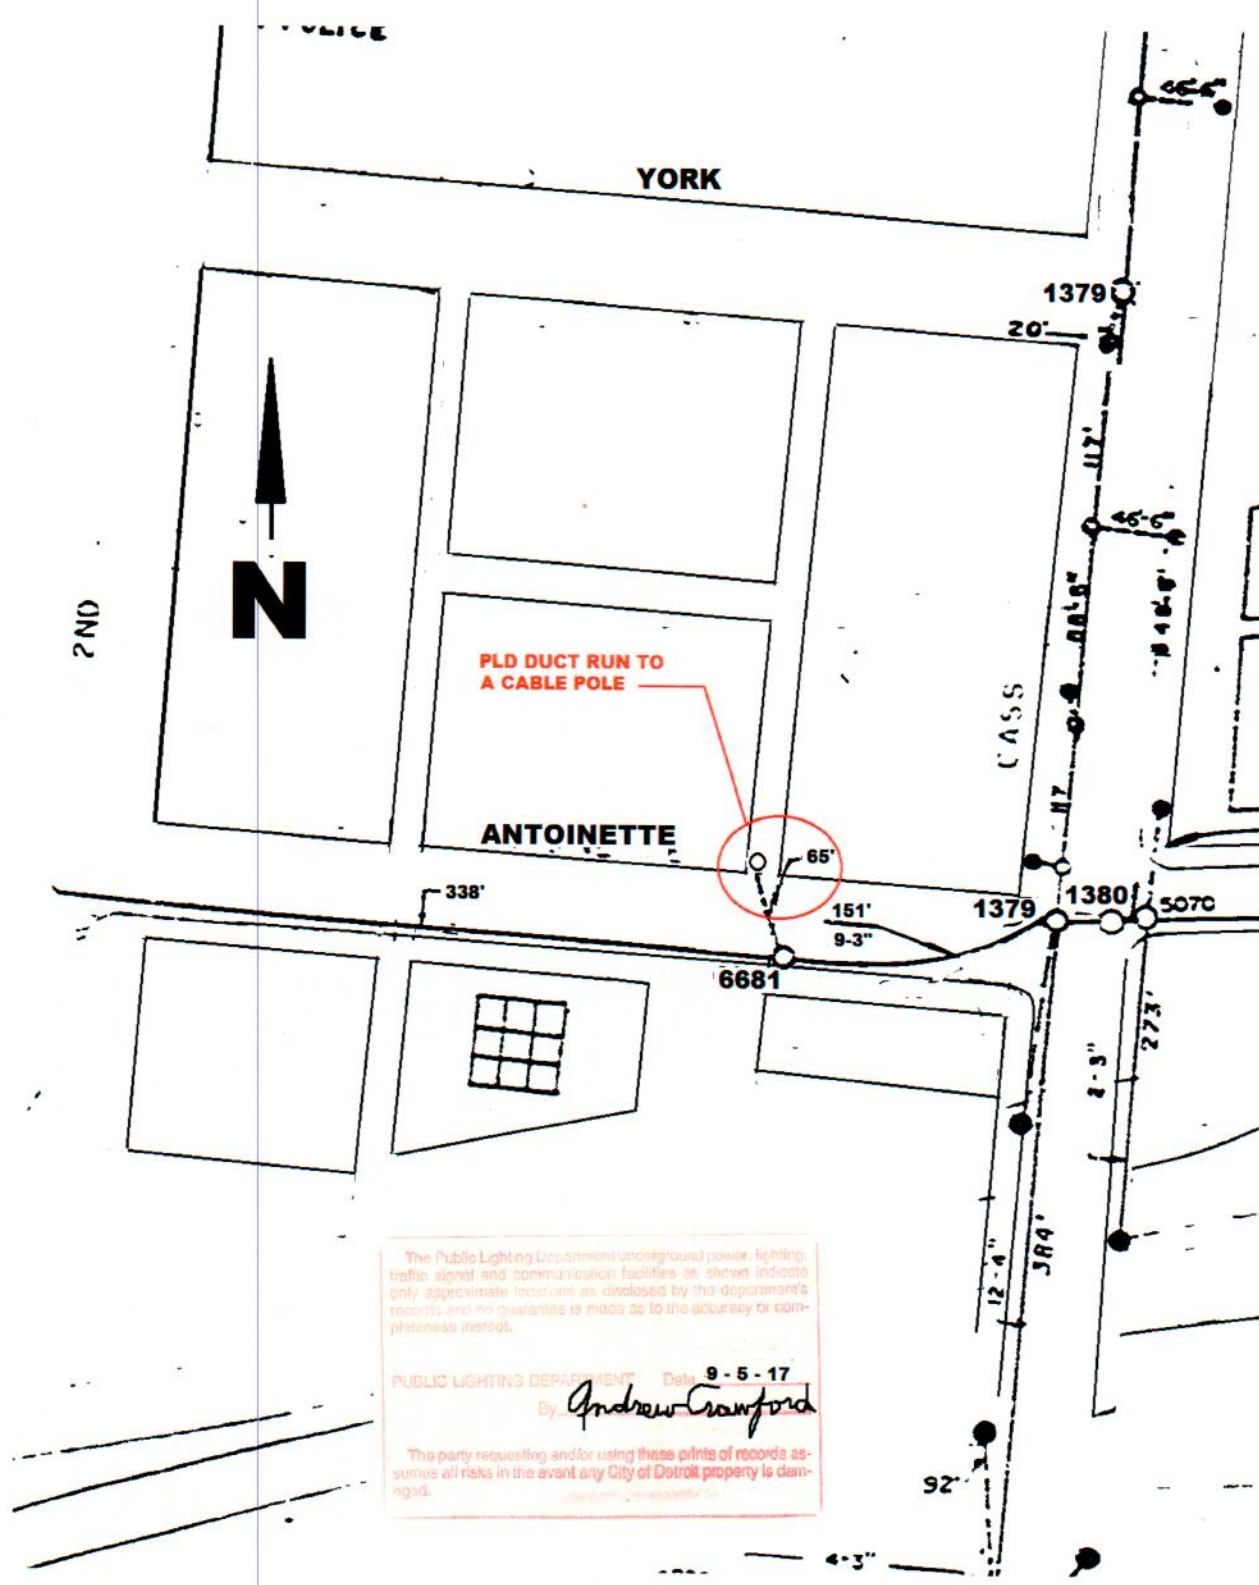 POLICE
46-6"
YORK
1379
20'
117'
46-6"
2ND
N
PLD DUCT RUN TO
A CABLE POLE
CASS
117
ANTOINETTE
65'
338'
151'
9-3"
1379
1380
5070
6681
273'
2-3"
384'
12-4"
The Public Lighting Department underground power, lighting,
traffic signal and communication facilities as shown indicate
only approximate locations as disclosed by the department's
records and no guarantee is made as to the accuracy or com-
pleteness thereof.
PUBLIC LIGHTING DEPARTMENT Date 9 - 5 - 17
By Andrew Crawford
The party requesting and/or using these prints of records as-
sumes all risks in the event any City of Detroit property is dam-
aged.
92'
4-3"